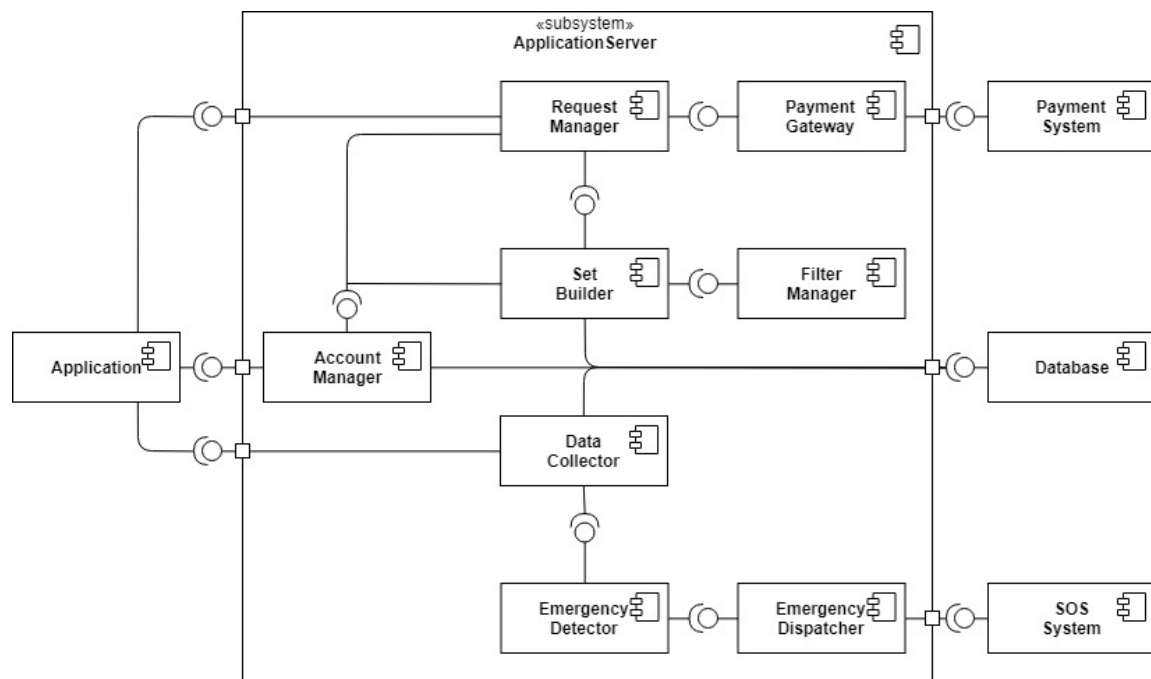 «subsystem»
ApplicationServer
Request
Manager
Payment
Gateway
Payment
System
Set
Builder
Filter
Manager
Application
Account
Manager
Database
Data
Collector
Emergency
Detector
Emergency
Dispatcher
SOS
System